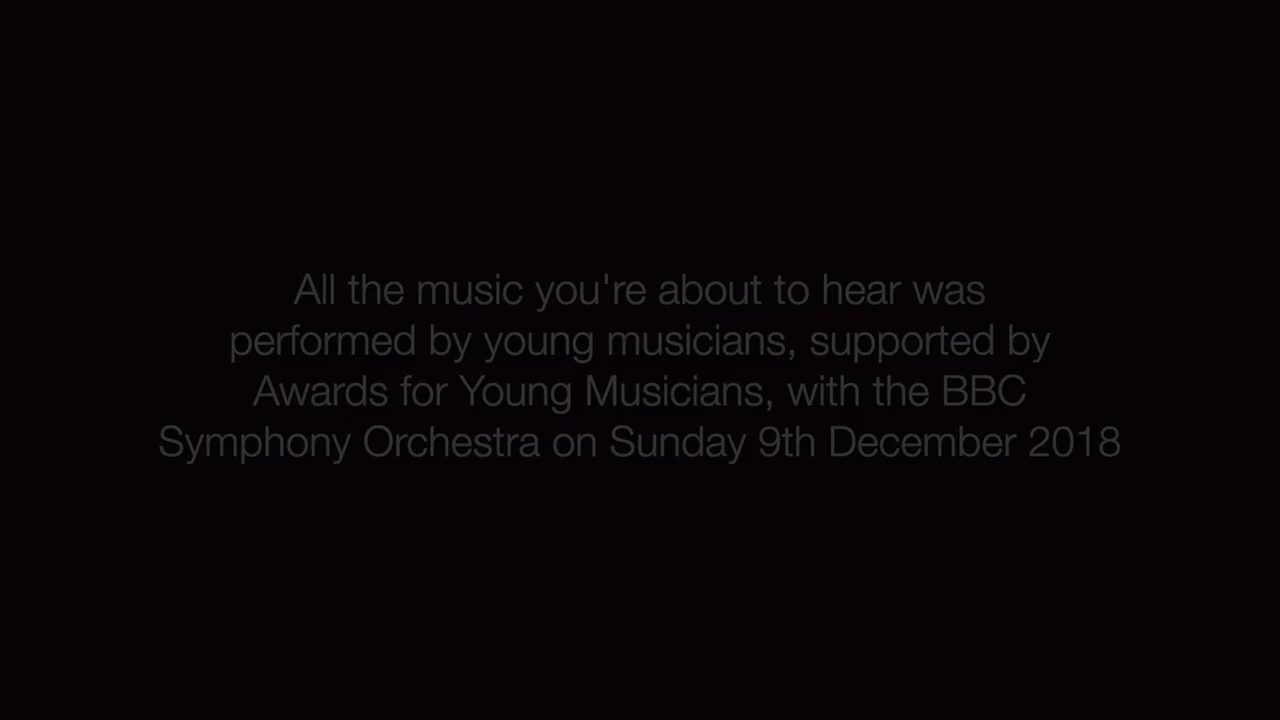 All the music you're about to hear was
performed by young musicians, supported by
Awards for Young Musicians, with the BBC
Symphony Orchestra on Sunday 9th December 2018